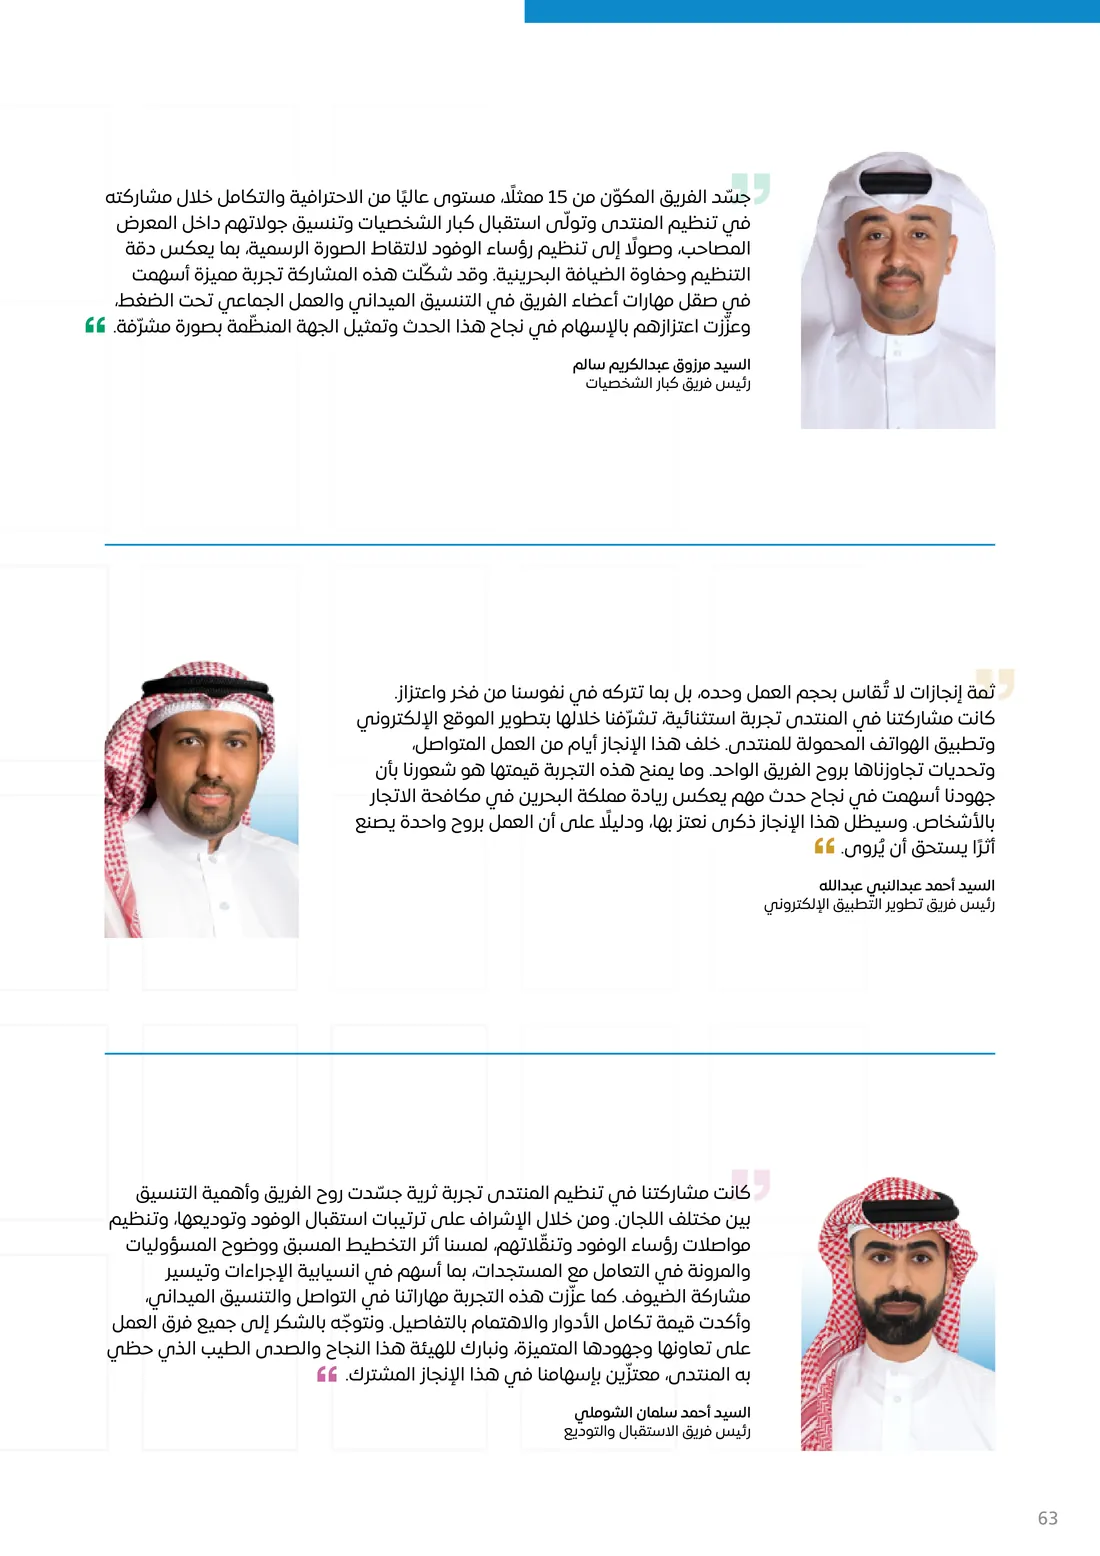 جسّد الفريق المكوّن من 15 ممثلًا، مستوى عاليًا من الاحترافية والتكامل خلال مشاركته
في تنظيم المنتدى وتولّى استقبال كبار الشخصيات وتنسيق جولاتهم داخل المعرض
المصاحب، وصولًا إلى تنظيم رؤساء الوفود لالتقاط الصورة الرسمية، بما يعكس دقة
التنظيم وحفاوة الضيافة البحرينية. وقد شكّلت هذه المشاركة تجربة مميزة أسهمت
في صقل مهارات أعضاء الفريق في التنسيق الميداني والعمل الجماعي تحت الضغط،
وعزّزت اعتزازهم بالإسهام في نجاح هذا الحدث وتمثيل الجهة المنظّمة بصورة مشرّفة.
السيد مرزوق عبدالكريم سالم
رئيس فريق كبار الشخصيات
ثمة إنجازات لا تُقاس بحجم العمل وحده، بل بما تتركه في نفوسنا من فخر واعتزاز.
كانت مشاركتنا في المنتدى تجربة استثنائية، تشرّفنا خلالها بتطوير الموقع الإلكتروني
وتطبيق الهواتف المحمولة للمنتدى. خلف هذا الإنجاز أيام من العمل المتواصل،
وتحديات تجاوزناها بروح الفريق الواحد. وما يمنح هذه التجربة قيمتها هو شعورنا بأن
جهودنا أسهمت في نجاح حدث مهم يعكس ريادة مملكة البحرين في مكافحة الاتجار
بالأشخاص. وسيظل هذا الإنجاز ذكرى نعتز بها، ودليلًا على أن العمل بروح واحدة يصنع
أثرًا يستحق أن يُروى.
السيد أحمد عبدالنبي عبدالله
رئيس فريق تطوير التطبيق الإلكتروني
كانت مشاركتنا في تنظيم المنتدى تجربة ثرية جسّدت روح الفريق وأهمية التنسيق
بين مختلف اللجان. ومن خلال الإشراف على ترتيبات استقبال الوفود وتوديعها، وتنظيم
مواصلات رؤساء الوفود وتنقّلاتهم، لمسنا أثر التخطيط المسبق ووضوح المسؤوليات
والمرونة في التعامل مع المستجدات، بما أسهم في انسيابية الإجراءات وتيسير
مشاركة الضيوف. كما عزّزت هذه التجربة مهاراتنا في التواصل والتنسيق الميداني،
وأكدت قيمة تكامل الأدوار والاهتمام بالتفاصيل. ونتوجّه بالشكر إلى جميع فرق العمل
على تعاونها وجهودها المتميزة، ونبارك للهيئة هذا النجاح والصدى الطيب الذي حظي
به المنتدى، معتزّين بإسهامنا في هذا الإنجاز المشترك.
السيد أحمد سلمان الشوملي
رئيس فريق الاستقبال والتوديع
63